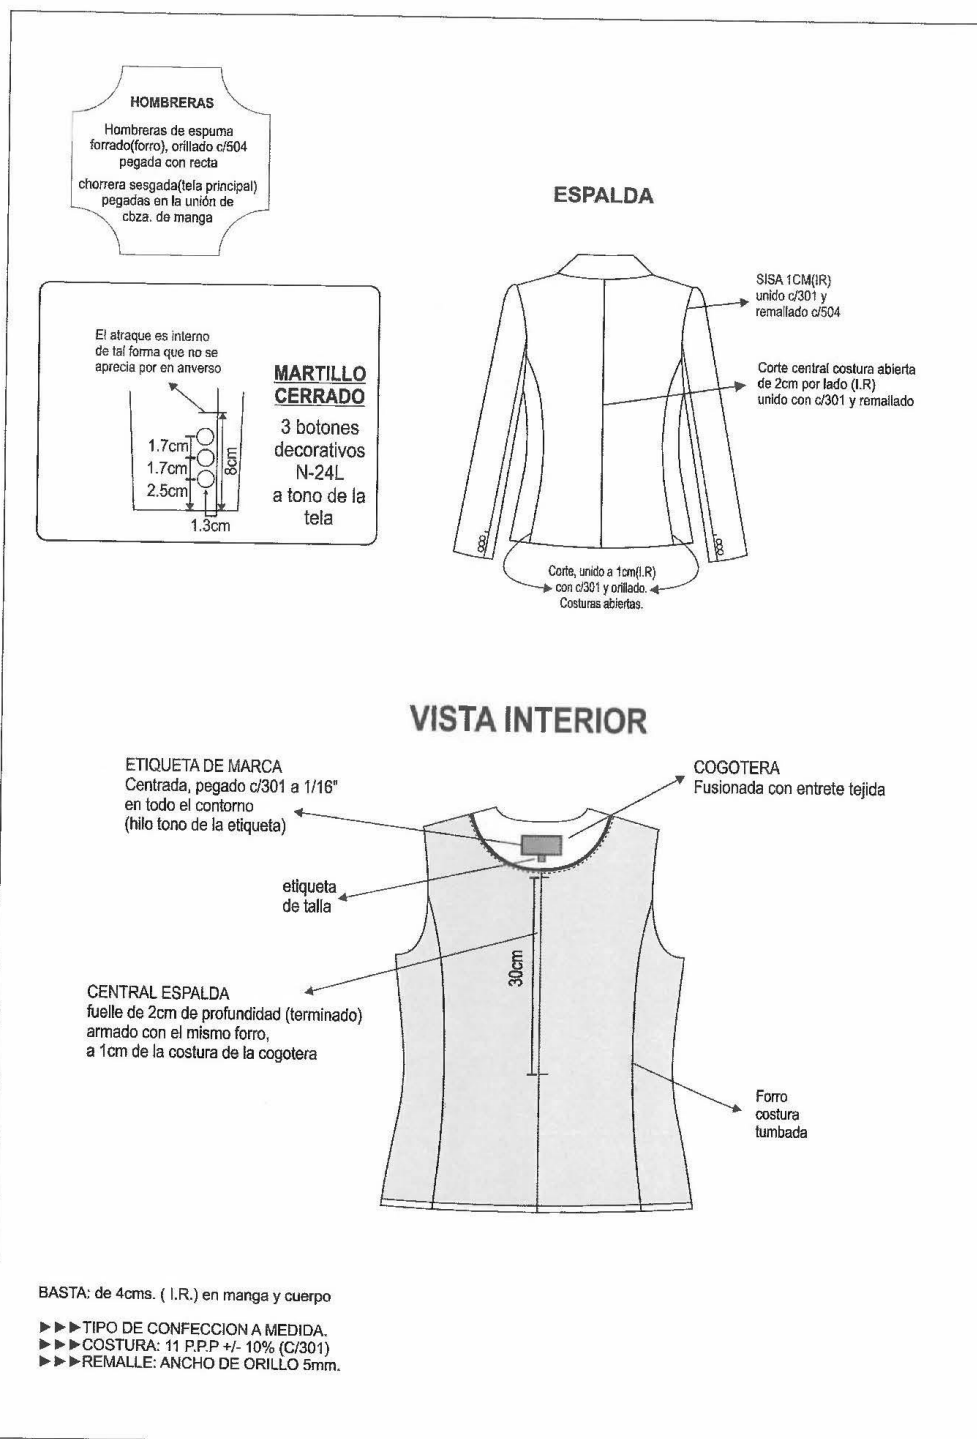 HOMBRERAS
Hombreras de espuma
forrado(forro), orillado c/504
pegada con recta
chorrera sesgada(tela principal)
pegadas en la unión de
cbza. de manga
El atraque es interno
de tal forma que no se
aprecia por en anverso
1.7cm
1.7cm
2.5cm
8cm
1.3cm
MARTILLO
CERRADO
3 botones
decorativos
N-24L
a tono de la
tela
ESPALDA
SISA 1CM(IR)
unido c/301 y
remallado c/504
Corte central costura abierta
de 2cm por lado (I.R)
unido con c/301 y remallado
Corte, unido a 1cm(I.R)
con c/301 y orillado.
Costuras abiertas.
VISTA INTERIOR
ETIQUETA DE MARCA
Centrada, pegado c/301 a 1/16"
en todo el contorno
(hilo tono de la etiqueta)
COGOTERA
Fusionada con entrete tejida
etiqueta
de talla
30cm
CENTRAL ESPALDA
fuelle de 2cm de profundidad (terminado)
armado con el mismo forro,
a 1cm de la costura de la cogotera
Forro
costura
tumbada
BASTA: de 4cms. ( I.R.) en manga y cuerpo
►►►TIPO DE CONFECCION A MEDIDA.
►►►COSTURA: 11 P.P.P +/- 10% (C/301)
►►►REMALLE: ANCHO DE ORILLO 5mm.